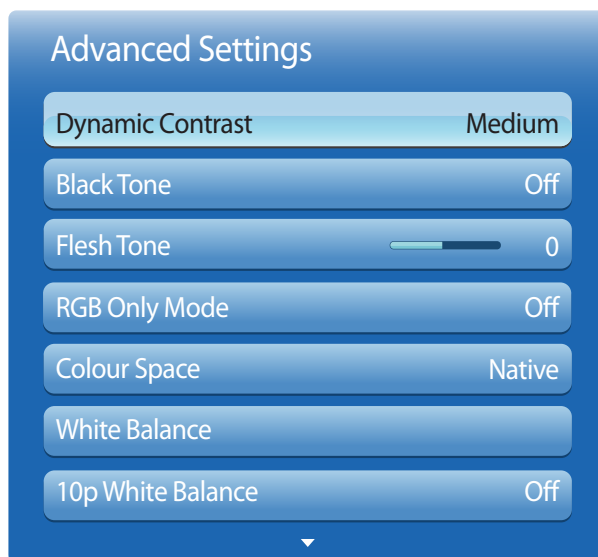 Advanced Settings
Dynamic Contrast Medium
Black Tone Off
Flesh Tone 0
RGB Only Mode Off
Colour Space Native
White Balance
10p White Balance Off